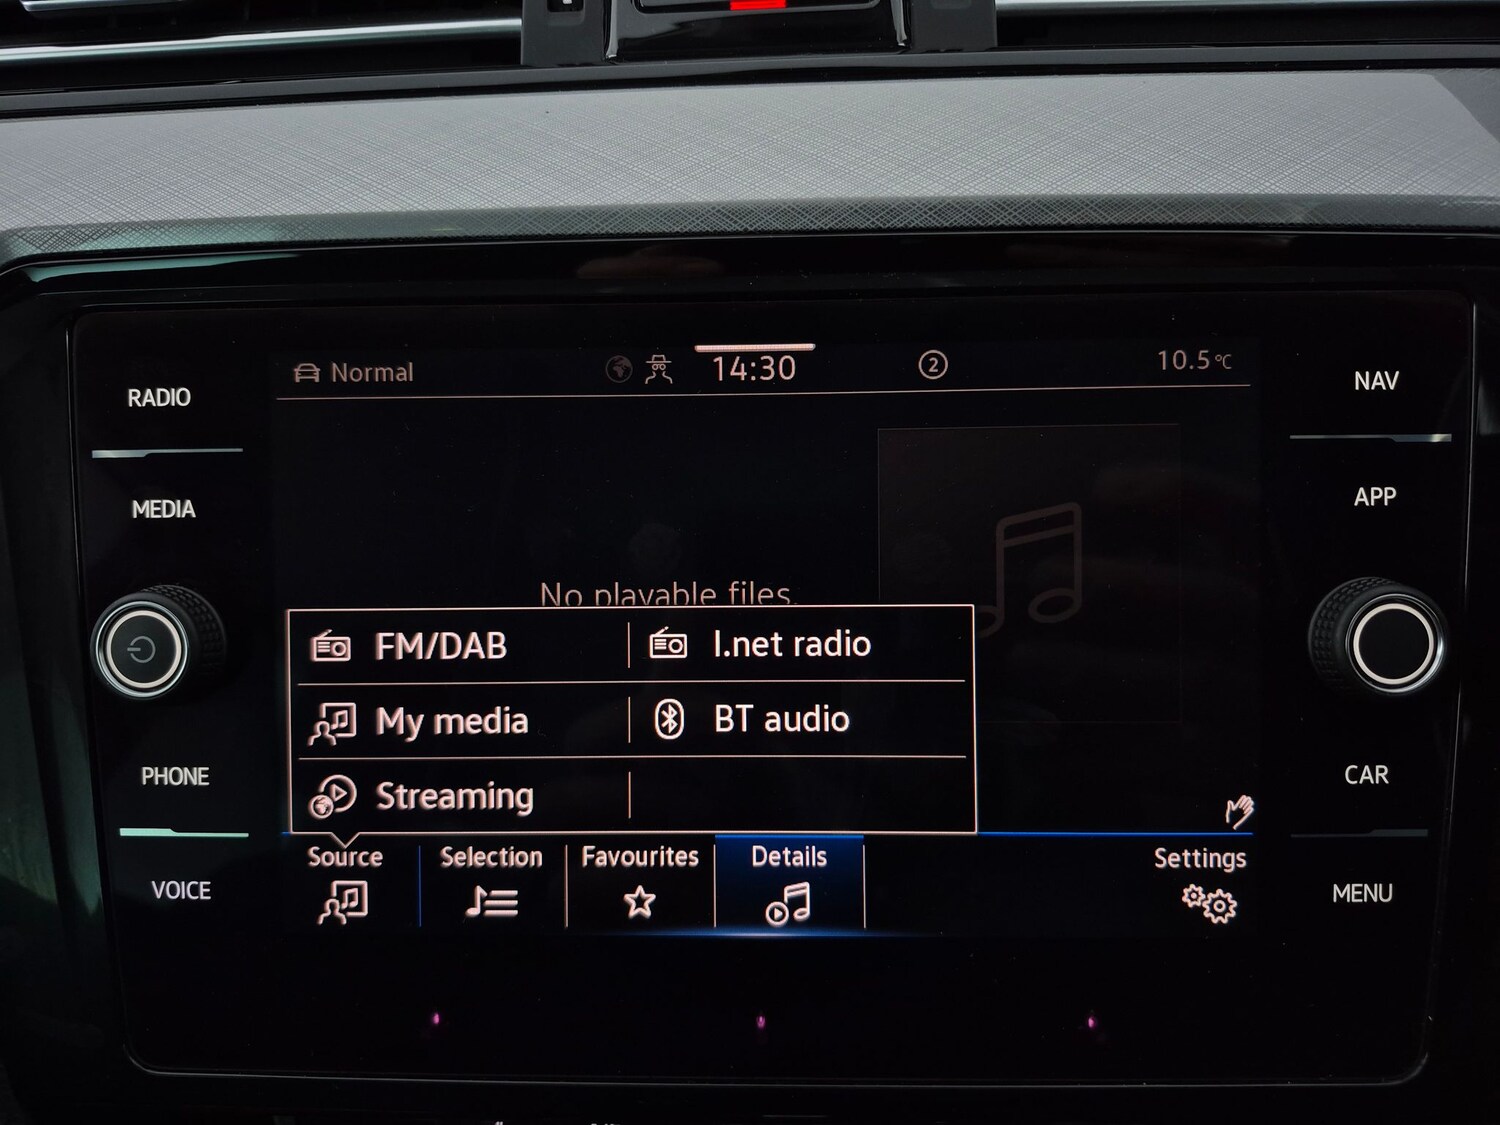 Normal
14:30
2
10.5°C
RADIO
MEDIA
PHONE
VOICE
No playable files.
FM/DAB
I.net radio
My media
BT audio
Streaming
Source
Selection
Favourites
Details
Settings
NAV
APP
CAR
MENU